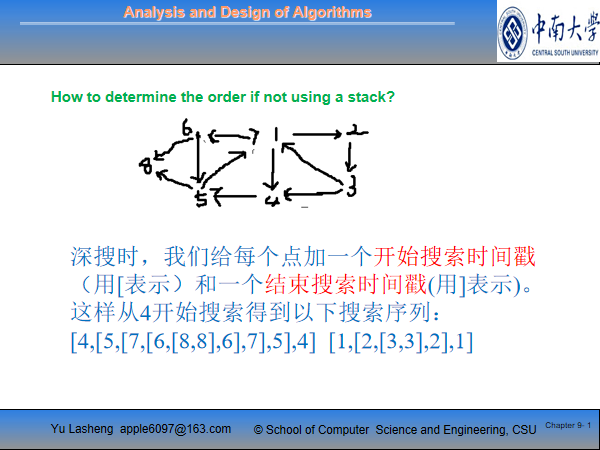 Analysis and Design of Algorithms
中南大学
CENTRAL SOUTH UNIVERSITY
How to determine the order if not using a stack?
6 7 1 2
8
5 4 3
深搜时，我们给每个点加一个开始搜索时间戳
（用[表示）和一个结束搜索时间戳(用]表示)。
这样从4开始搜索得到以下搜索序列：
[4,[5,[7,[6,[8,8],6],7],5],4] [1,[2,[3,3],2],1]
Yu Lasheng apple6097@163.com © School of Computer Science and Engineering, CSU Chapter 9- 1